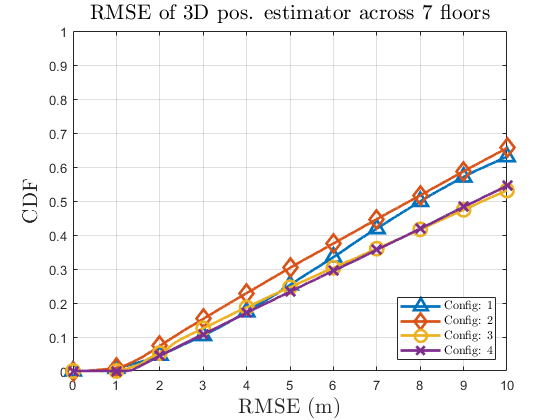 RMSE of 3D pos. estimator across 7 floors
1
0.9
0.8
0.7
0.6
0.5
0.4
0.3
0.2
0.1
0
CDF
0 1 2 3 4 5 6 7 8 9 10
RMSE (m)
Config: 1
Config: 2
Config: 3
Config: 4